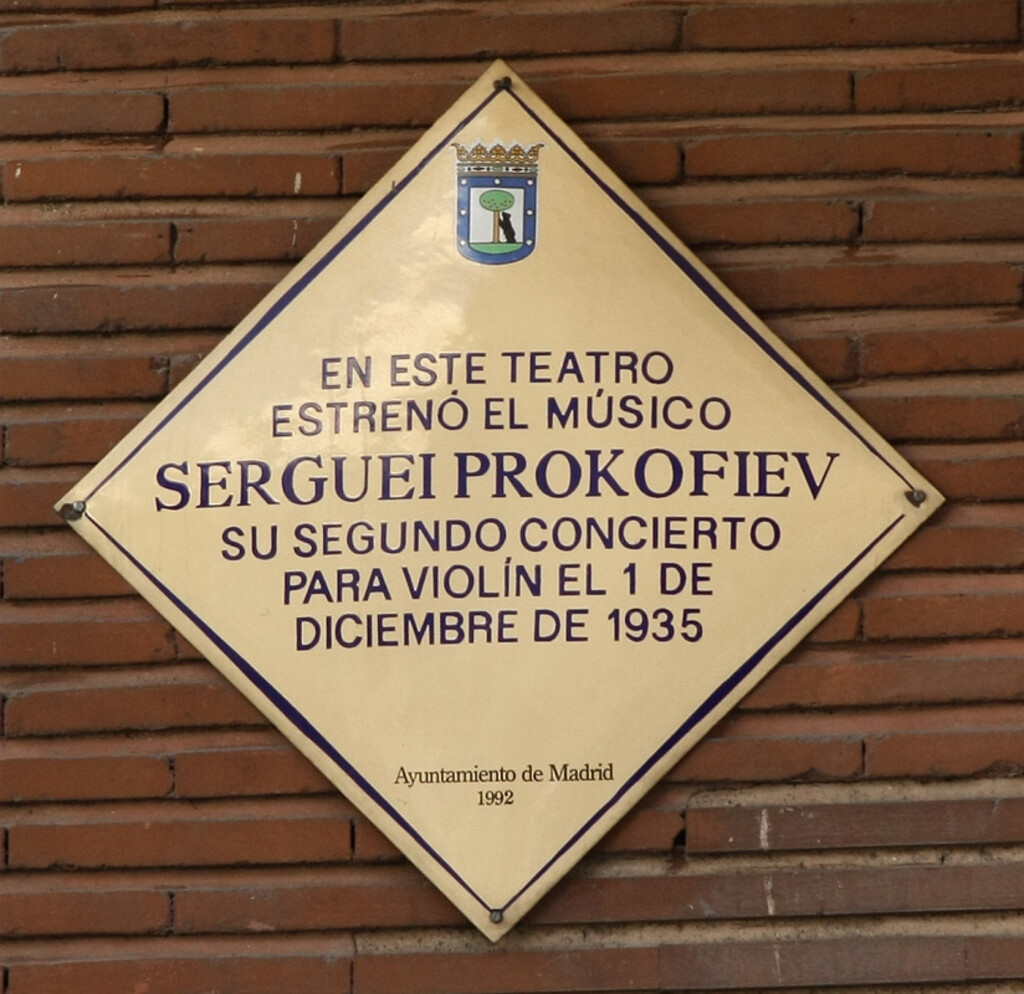 EN ESTE TEATRO
ESTRENÓ EL MÚSICO
SERGUEI PROKOFIEV
SU SEGUNDO CONCIERTO
PARA VIOLÍN EL 1 DE
DICIEMBRE DE 1935
Ayuntamiento de Madrid
1992